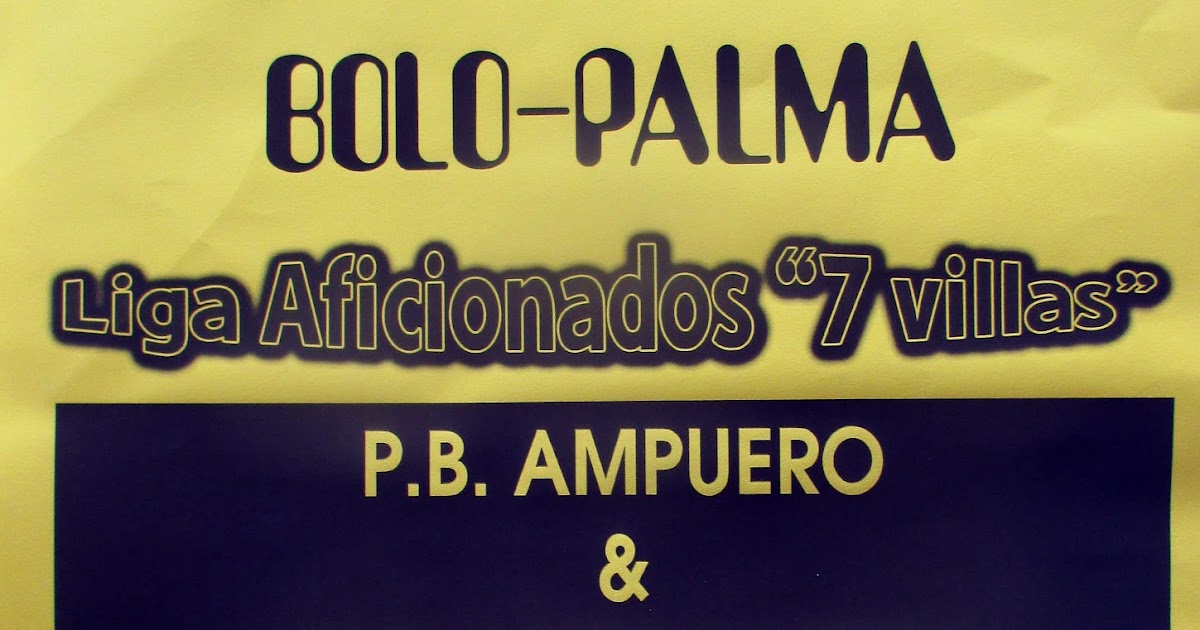 BOLO-PALMA
Liga Aficionados “7 villas”
P.B. AMPUERO
&